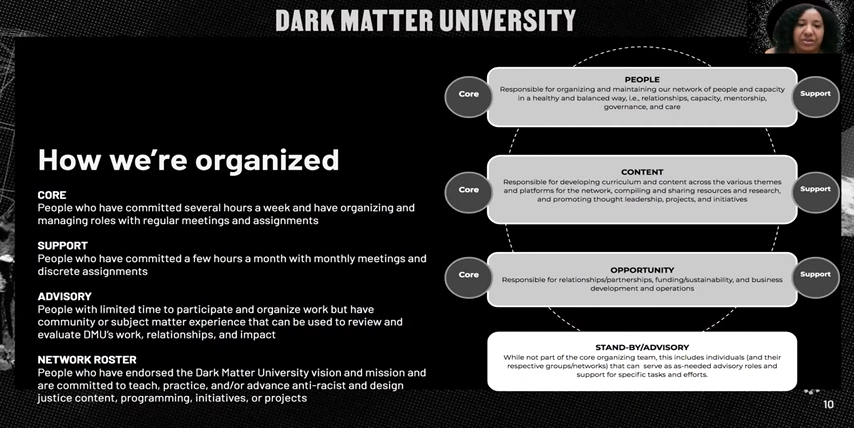 DARK MATTER UNIVERSITY
How we're organized
CORE
People who have committed several hours a week and have organizing and
managing roles with regular meetings and assignments
SUPPORT
People who have committed a few hours a month with monthly meetings and
discrete assignments
ADVISORY
People with limited time to participate and organize work but have
community or subject matter experience that can be used to review and
evaluate DMU's work, relationships, and impact
NETWORK ROSTER
People who have endorsed the Dark Matter University vision and mission and
are committed to teach, practice, and/or advance anti-racist and design
justice content, programming, initiatives, or projects
Core
PEOPLE
Responsible for organizing and maintaining our network of people and capacity
in a healthy and balanced way, i.e., relationships, capacity, mentorship,
governance, and care
Support
Core
CONTENT
Responsible for developing curriculum and content across the various themes
and platforms for the network, compiling and sharing resources and research,
and promoting thought leadership, projects, and initiatives
Support
Core
OPPORTUNITY
Responsible for relationships/partnerships, funding/sustainability, and business
development and operations
Support
STAND-BY/ADVISORY
While not part of the core organizing team, this includes individuals (and their
respective groups/networks) that can serve as as-needed advisory roles and
support for specific tasks and efforts.
10